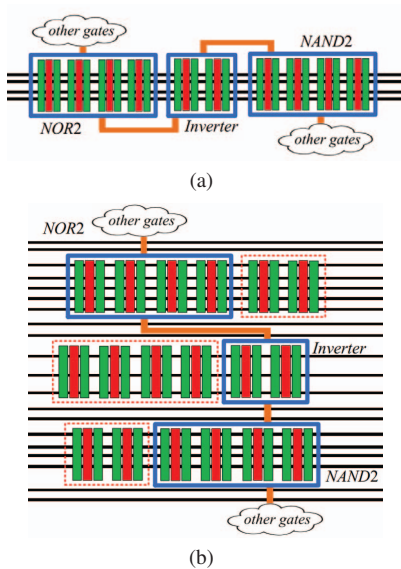 other gates
NAND2
NOR2
Inverter
other gates
(a)
NOR2
other gates
Inverter
NAND2
other gates
(b)